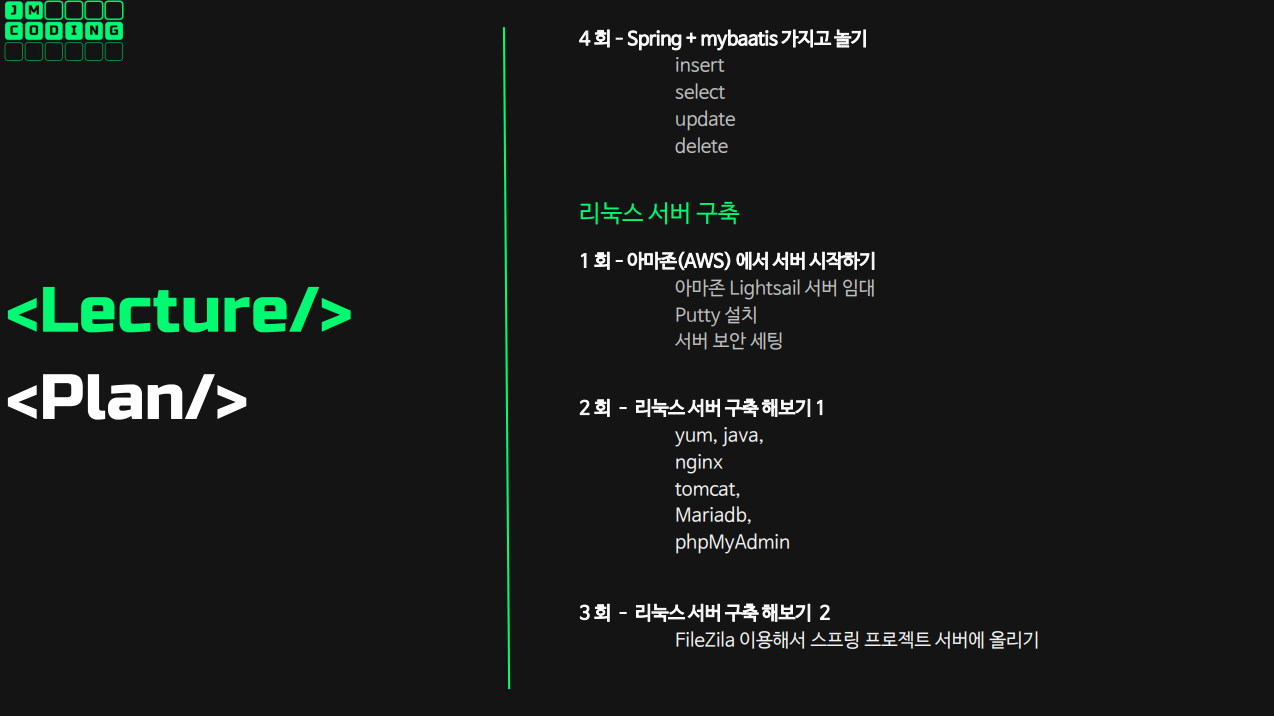 JM
CODING
<Lecture/>
<Plan/>
4 회 - Spring + mybaatis 가지고 놀기
insert
select
update
delete
리눅스 서버 구축
1 회 - 아마존(AWS) 에서 서버 시작하기
아마존 Lightsail 서버 임대
Putty 설치
서버 보안 세팅
2 회 - 리눅스 서버 구축 해보기 1
yum, java,
nginx
tomcat,
Mariadb,
phpMyAdmin
3 회 - 리눅스 서버 구축 해보기 2
FileZila 이용해서 스프링 프로젝트 서버에 올리기